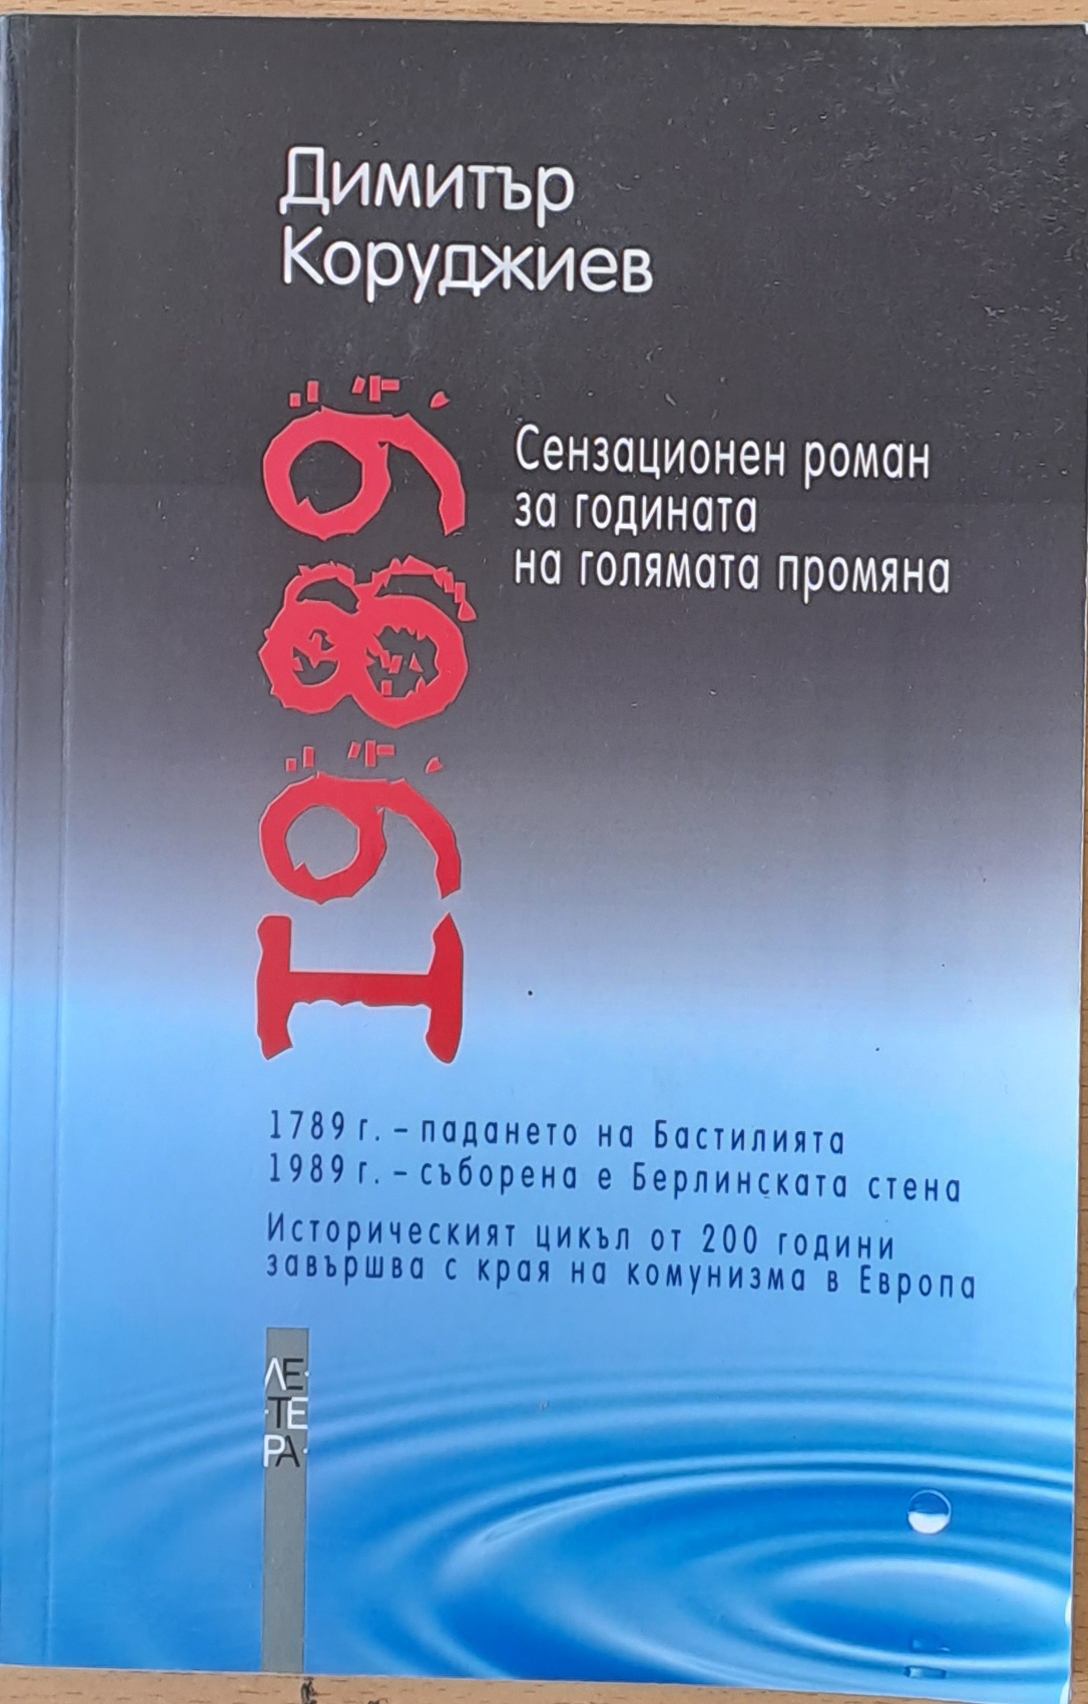 Димитър
Коруджиев
1989
Сензационен роман
за годината
на голямата промяна
1789 г. – падането на Бастилията
1989 г. – съборена е Берлинската стена
Историческият цикъл от 200 години
завършва с края на комунизма в Европа
ЛЕ·
·ТЕ
РА·